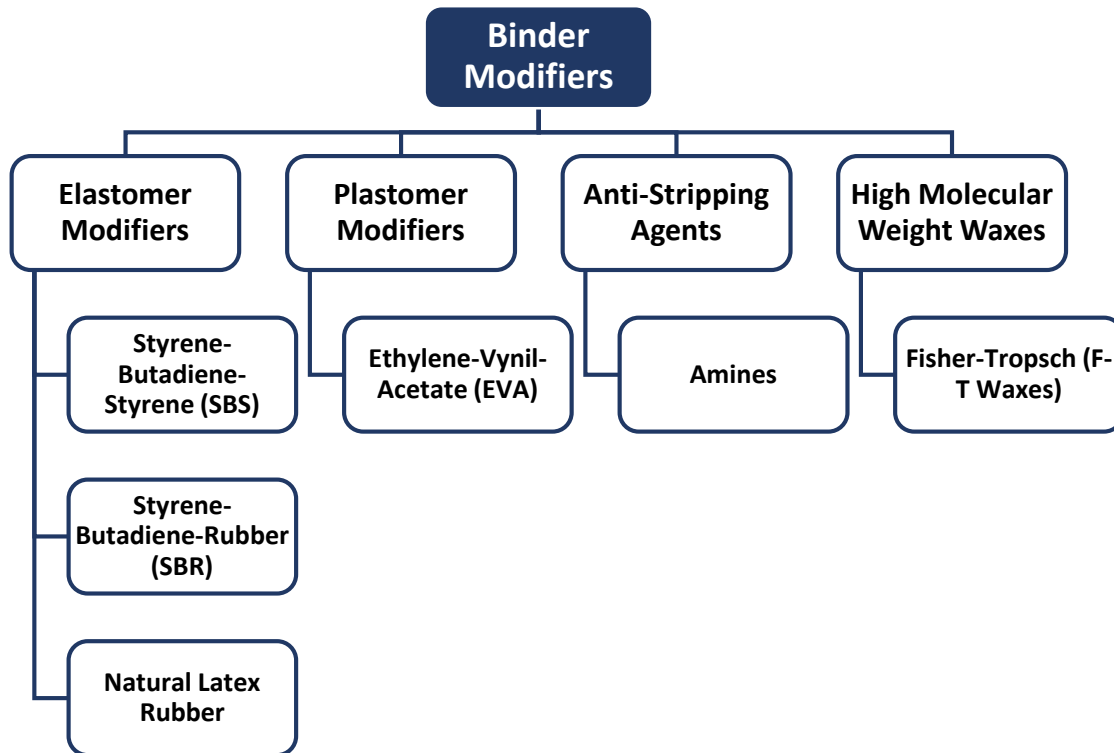 Binder
Modifiers
Elastomer
Modifiers
Plastomer
Modifiers
Anti-Stripping
Agents
High Molecular
Weight Waxes
Styrene-
Butadiene-
Styrene (SBS)
Ethylene-Vynil-
Acetate (EVA)
Amines
Fisher-Tropsch (F-
T Waxes)
Styrene-
Butadiene-Rubber
(SBR)
Natural Latex
Rubber